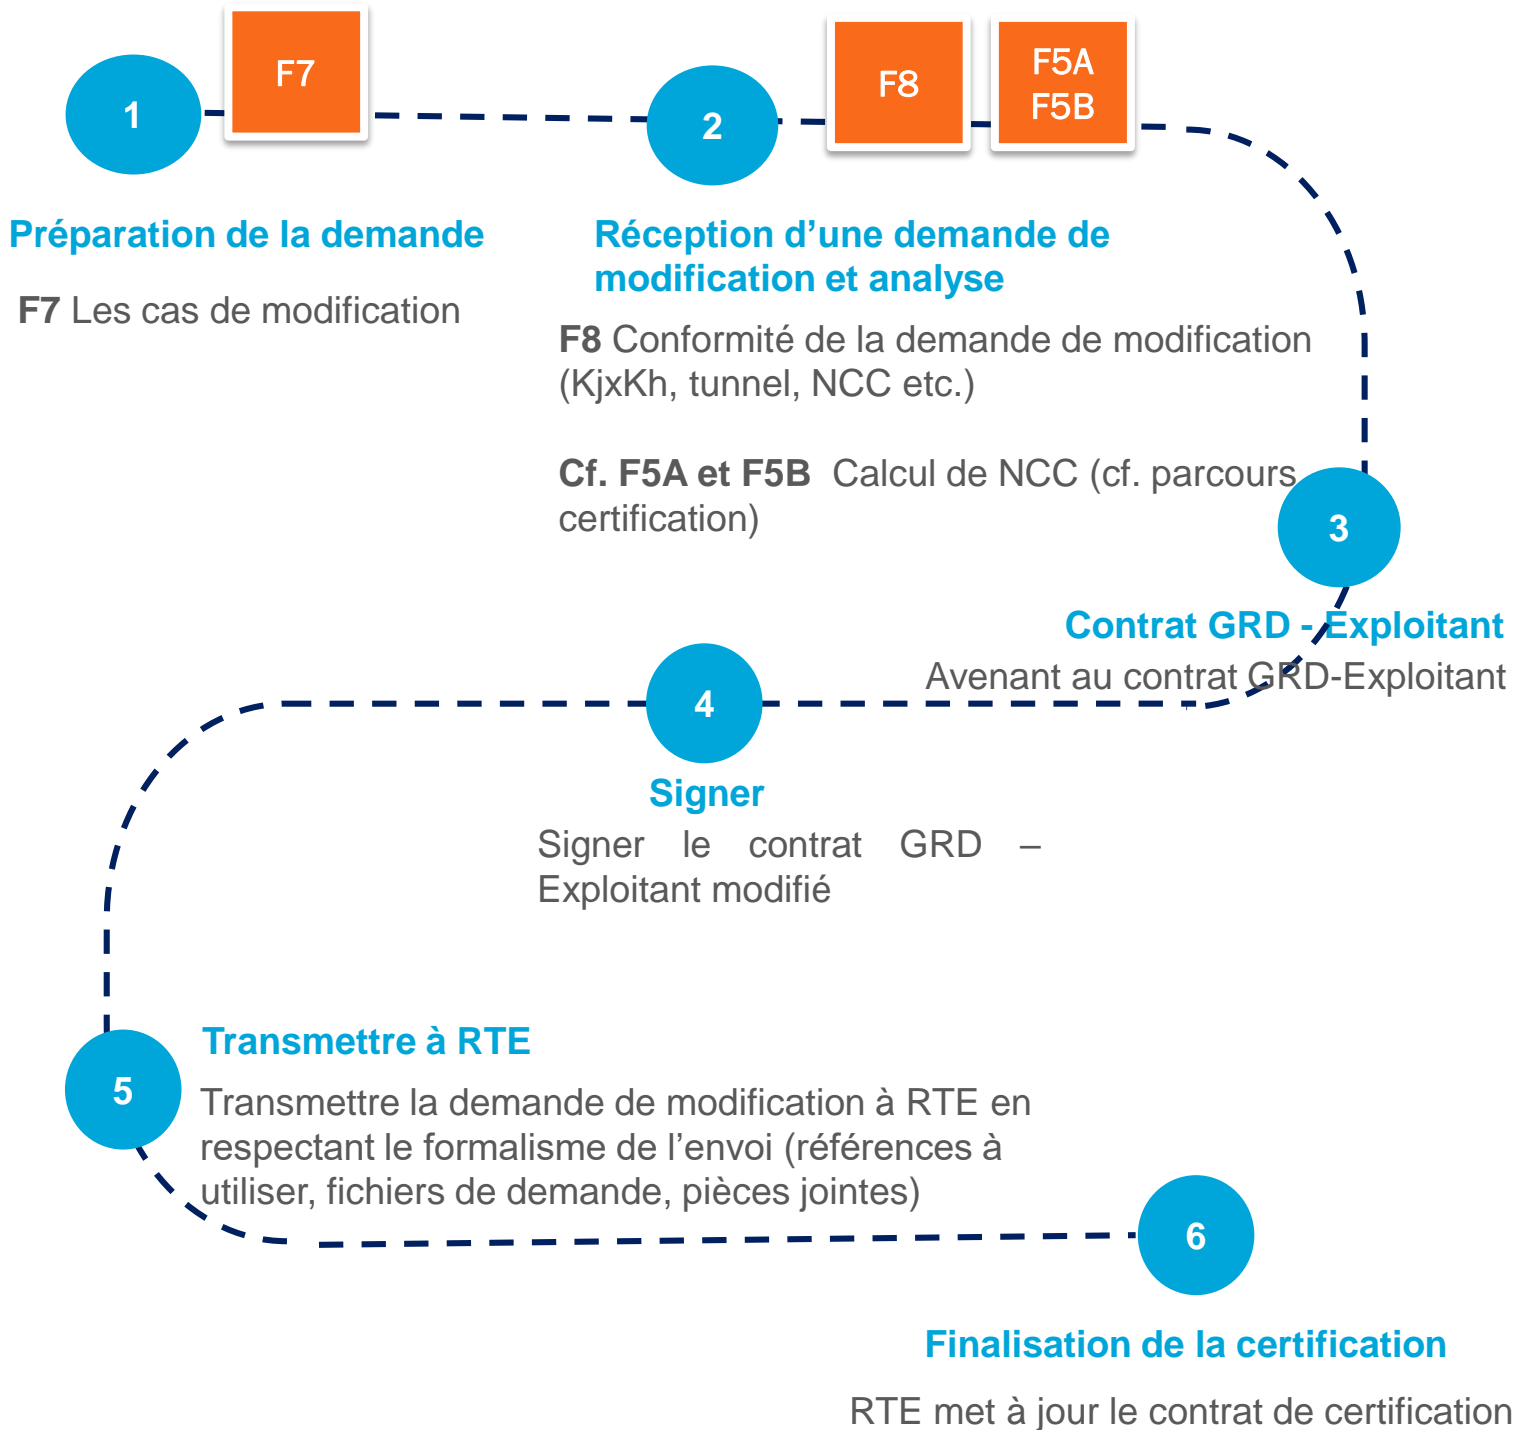 1
F7
2
F8
F5A
F5B
Préparation de la demande
F7 Les cas de modification
Réception d’une demande de
modification et analyse
F8 Conformité de la demande de modification
(KjxKh, tunnel, NCC etc.)
Cf. F5A et F5B Calcul de NCC (cf. parcours
certification)
3
Contrat GRD - Exploitant
Avenant au contrat GRD-Exploitant
4
Signer
Signer le contrat GRD –
Exploitant modifié
5
Transmettre à RTE
Transmettre la demande de modification à RTE en
respectant le formalisme de l’envoi (références à
utiliser, fichiers de demande, pièces jointes)
6
Finalisation de la certification
RTE met à jour le contrat de certification